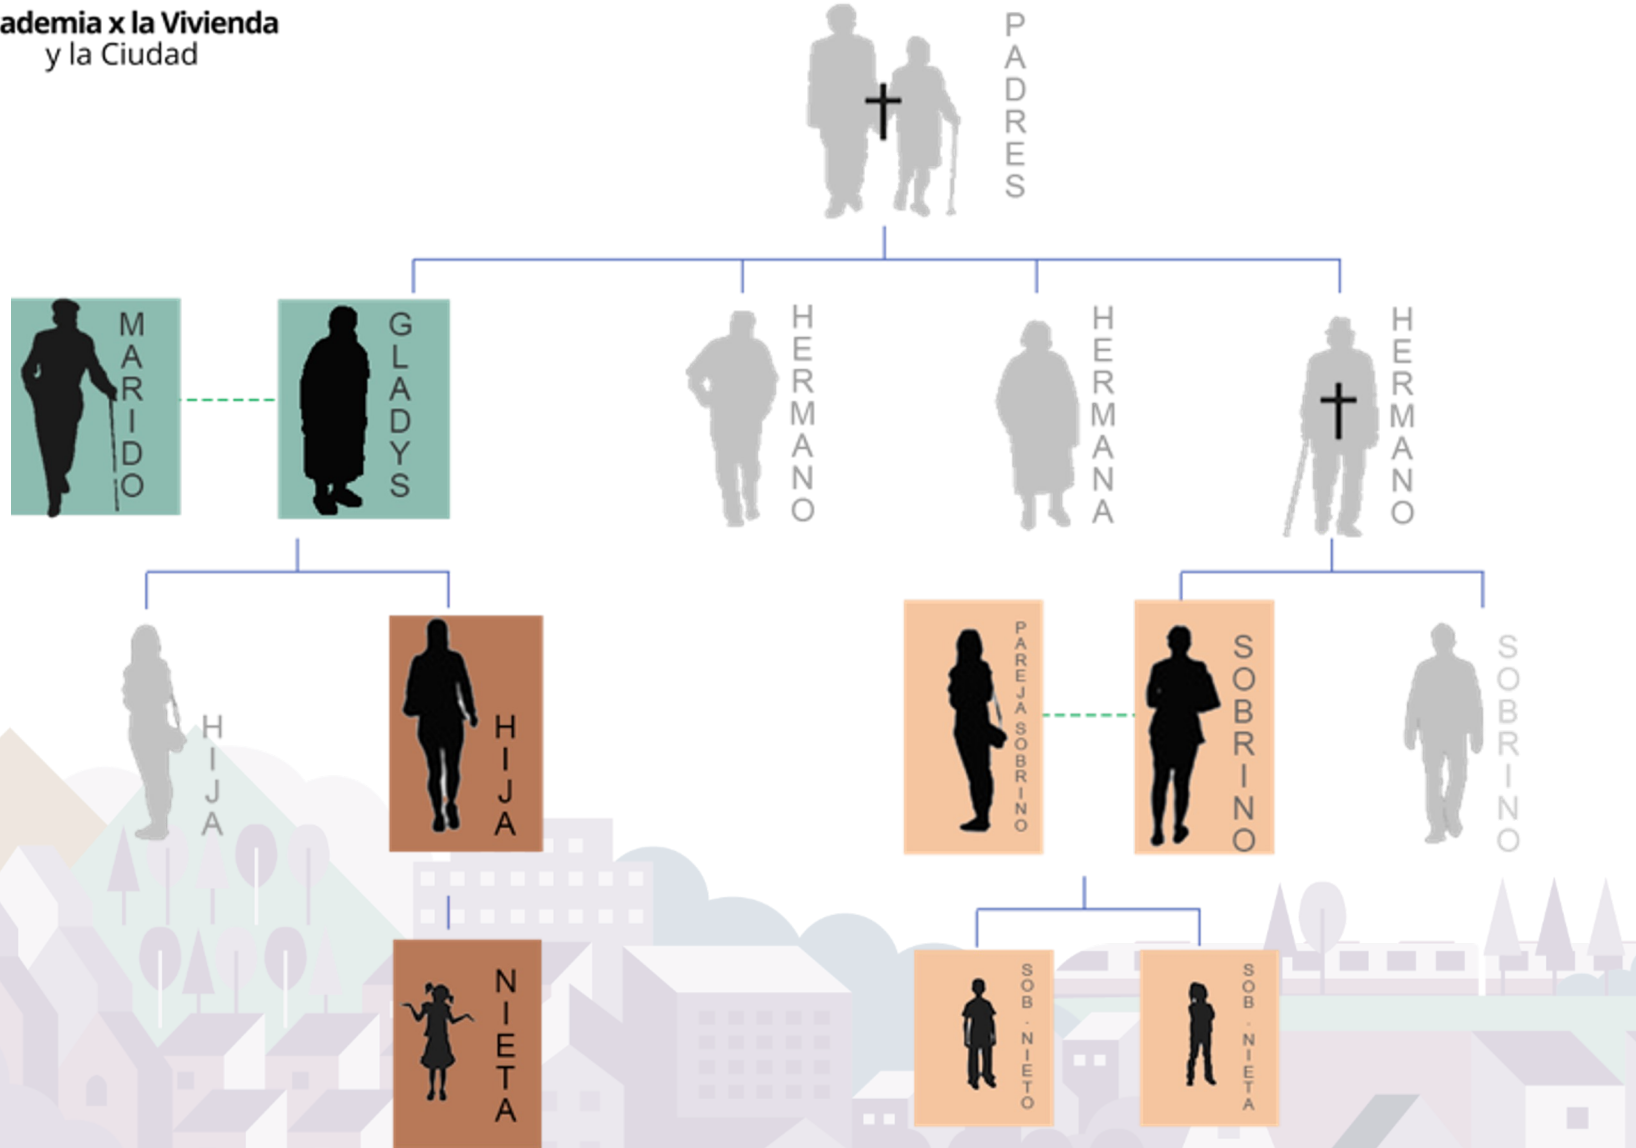 ademia x la Vivienda
y la Ciudad
PADRES
MARIDO
GLADYS
HERMANO
HERMANA
HERMANO
HIJA
HIJA
PAREJA SOBRINO
SOBRINO
SOBRINO
NIETA
SOB. NIETO
SOB. NIETA